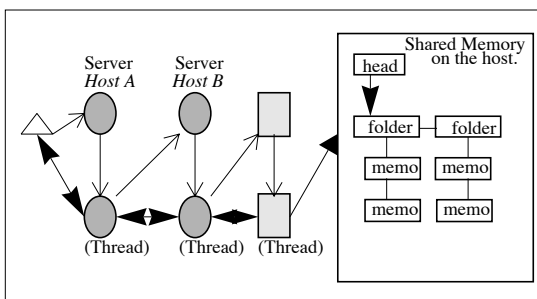 Server
Host A
Server
Host B
(Thread)
(Thread)
(Thread)
Shared Memory
on the host.
head
folder
folder
memo
memo
memo
memo